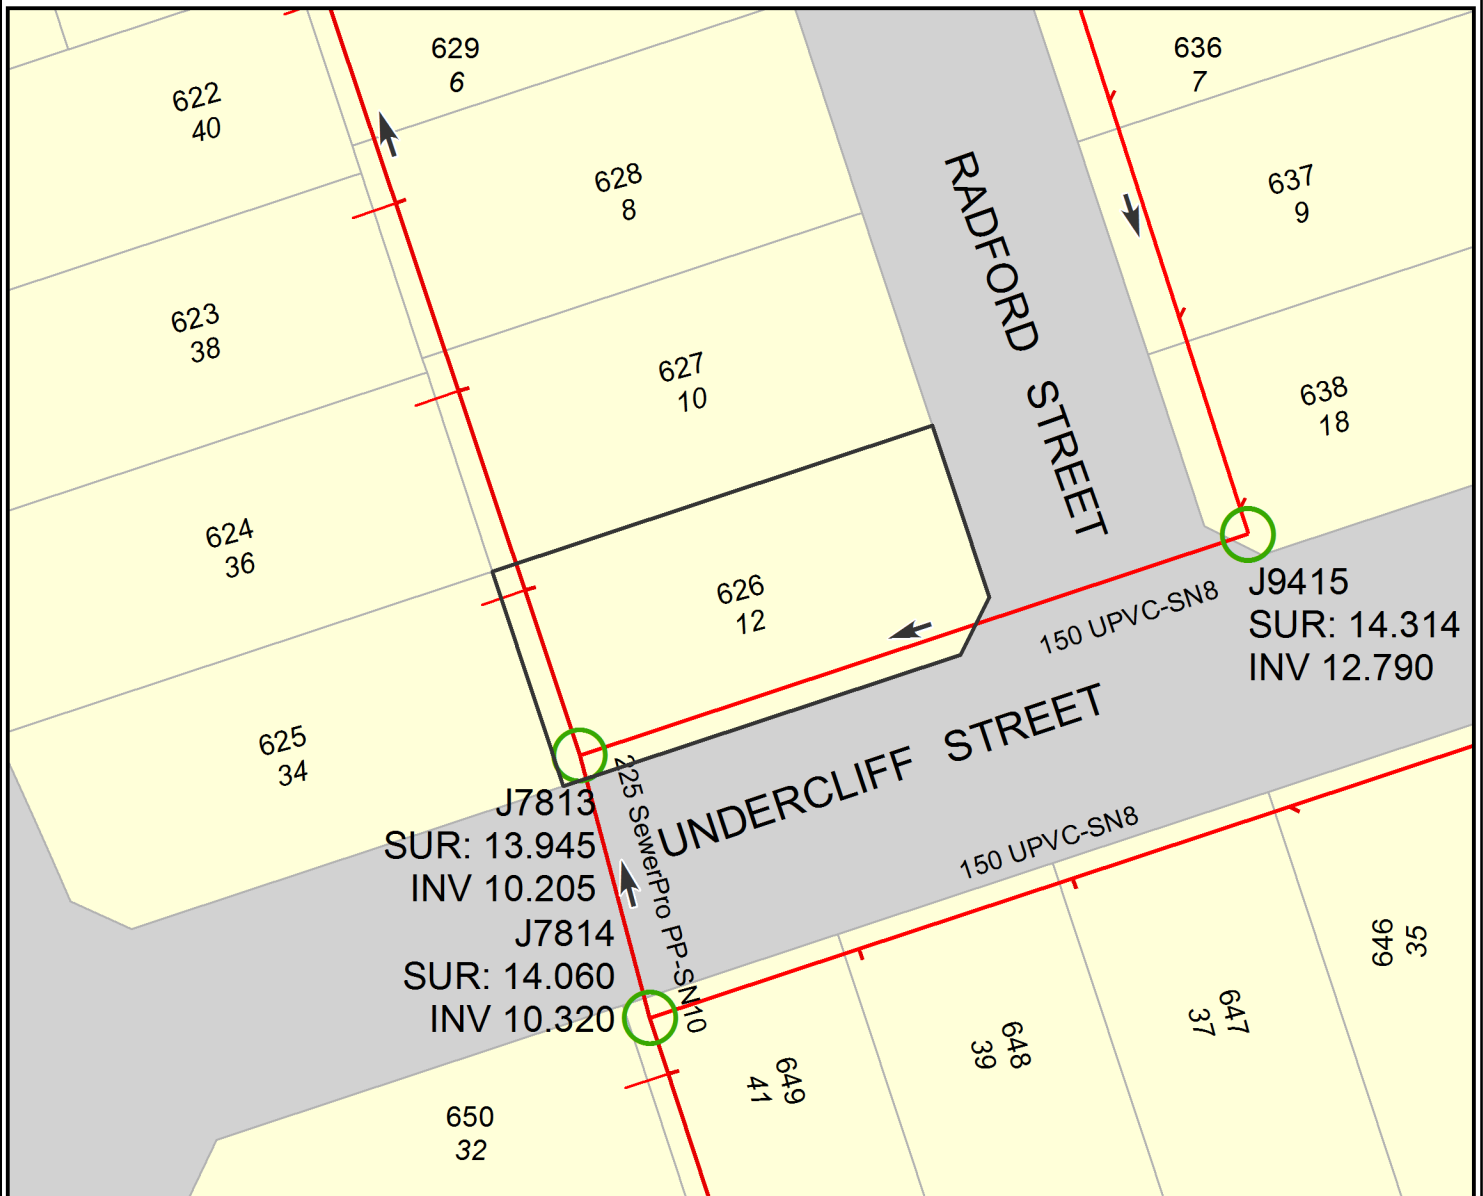 629
6
636
7
622
40
628
8
637
9
RADFORD STREET
623
38
627
10
638
18
624
36
626
12
J9415
SUR: 14.314
INV 12.790
150 UPVC-SN8
625
34
UNDERCLIFF STREET
225 SewerPro PP-SN10
J7813
SUR: 13.945
INV 10.205
150 UPVC-SN8
J7814
SUR: 14.060
INV 10.320
646
35
647
37
648
39
649
41
650
32